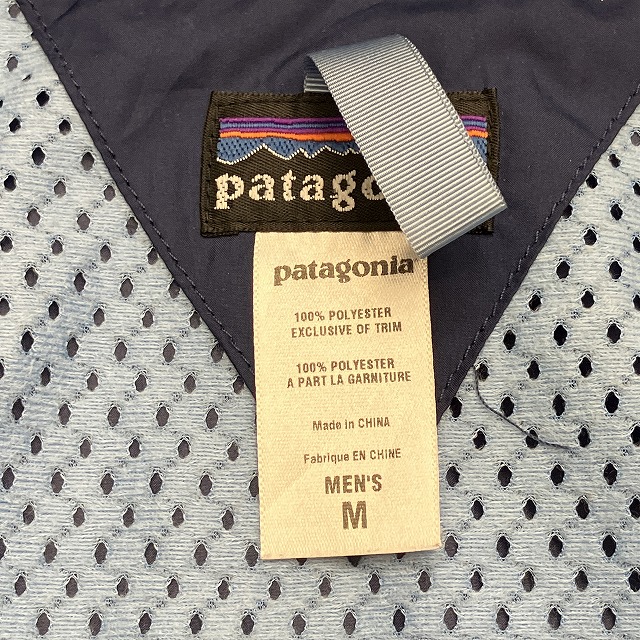 patago
patagonia
100% POLYESTER
EXCLUSIVE OF TRIM
100% POLYESTER
A PART LA GARNITURE
Made in CHINA
Fabrique EN CHINE
MEN'S
M